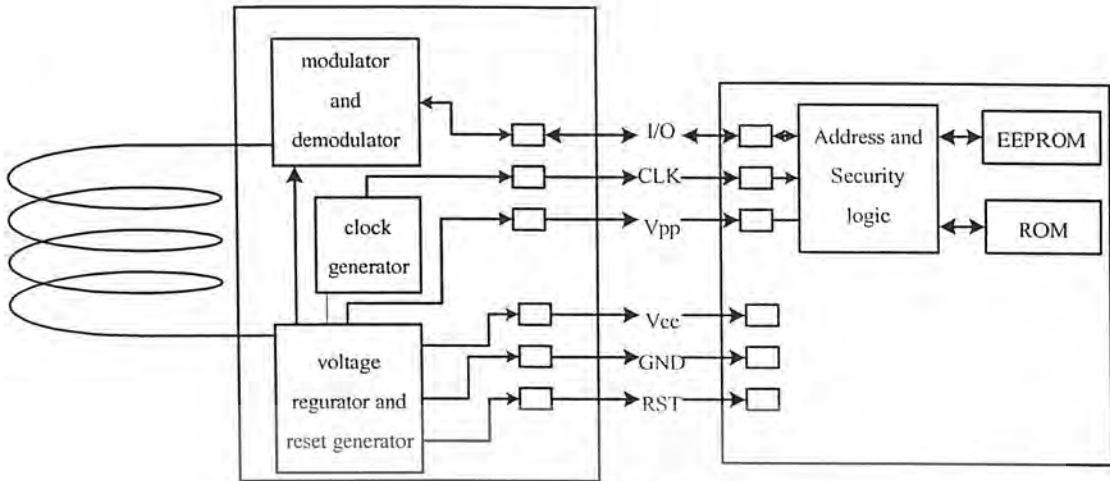 modulator
and
demodulator
clock
generator
voltage
regurator and
reset generator
I/O
CLK
Vpp
Vcc
GND
RST
Address and
Security
logic
EEPROM
ROM